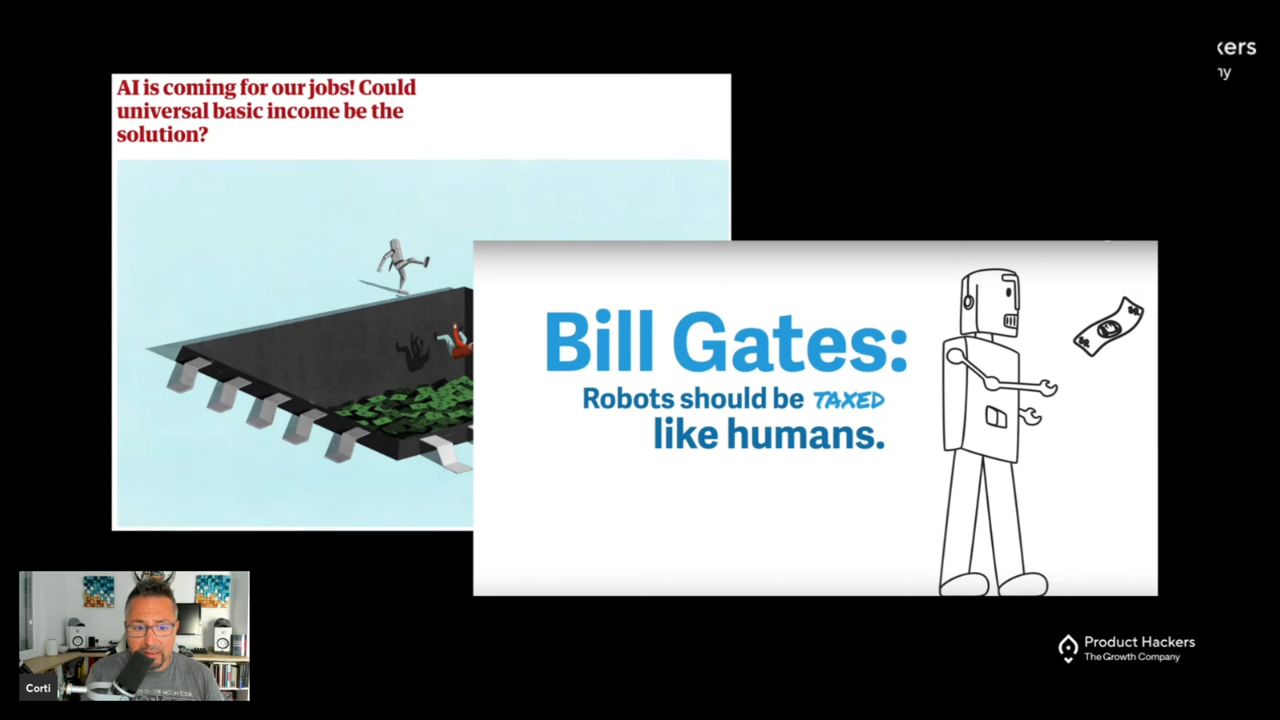 AI is coming for our jobs! Could
universal basic income be the
solution?
Bill Gates:
Robots should be TAXED
like humans.
Product Hackers
The Growth Company
Corti